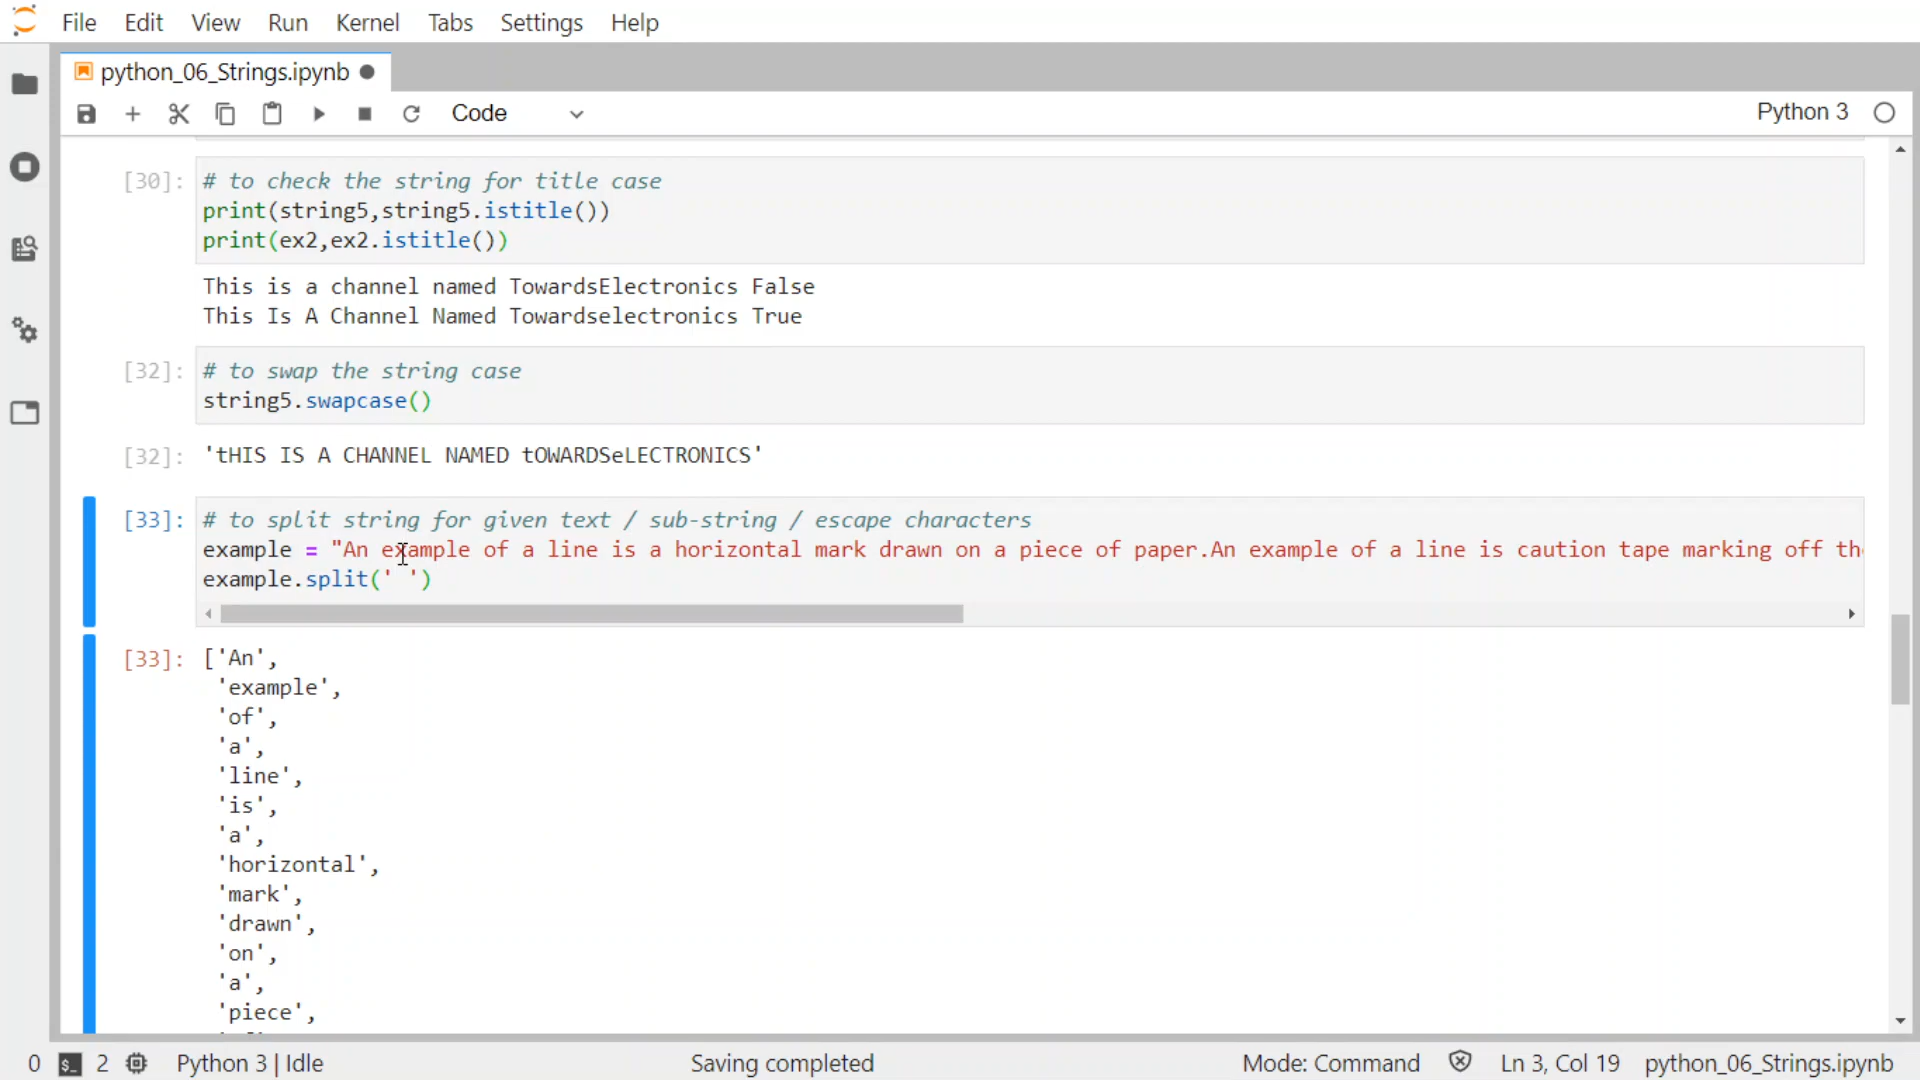 File Edit View Run Kernel Tabs Settings Help
python_06_Strings.ipynb
Code
Python 3
[30]: # to check the string for title case
print(string5,string5.istitle())
print(ex2,ex2.istitle())
This is a channel named TowardsElectronics False
This Is A Channel Named Towardselectronics True
[32]: # to swap the string case
string5.swapcase()
[32]: 'tHIS IS A CHANNEL NAMED tOWARDSeLECTRONICS'
[33]: # to split string for given text / sub-string / escape characters
example = "An example of a line is a horizontal mark drawn on a piece of paper.An example of a line is caution tape marking off th
example.split(' ')
[33]: ['An',
'example',
'of',
'a',
'line',
'is',
'a',
'horizontal',
'mark',
'drawn',
'on',
'a',
'piece',
0 $_ 2 Python 3 | Idle Saving completed Mode: Command Ln 3, Col 19 python_06_Strings.ipynb